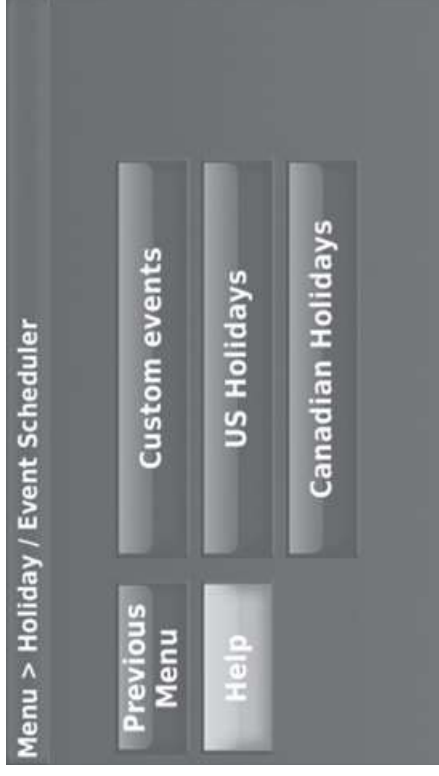 Menu > Holiday / Event Scheduler
Previous
Menu
Help
Custom events
US Holidays
Canadian Holidays